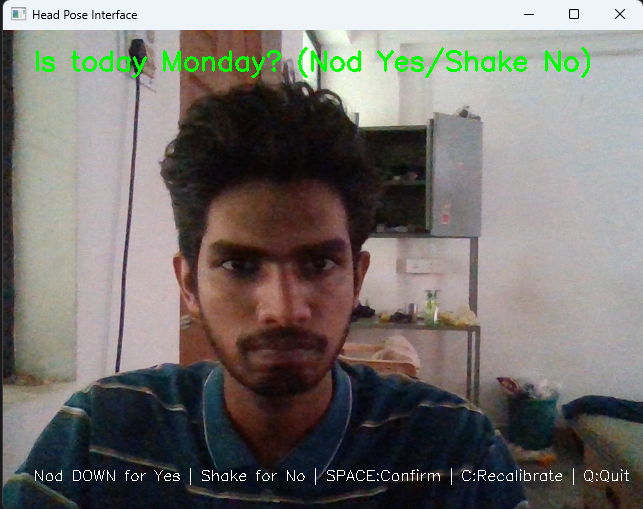 Head Pose Interface
Is today Monday? (Nod Yes/Shake No)
Nod DOWN for Yes | Shake for No | SPACE:Confirm | C:Recalibrate | Q:Quit